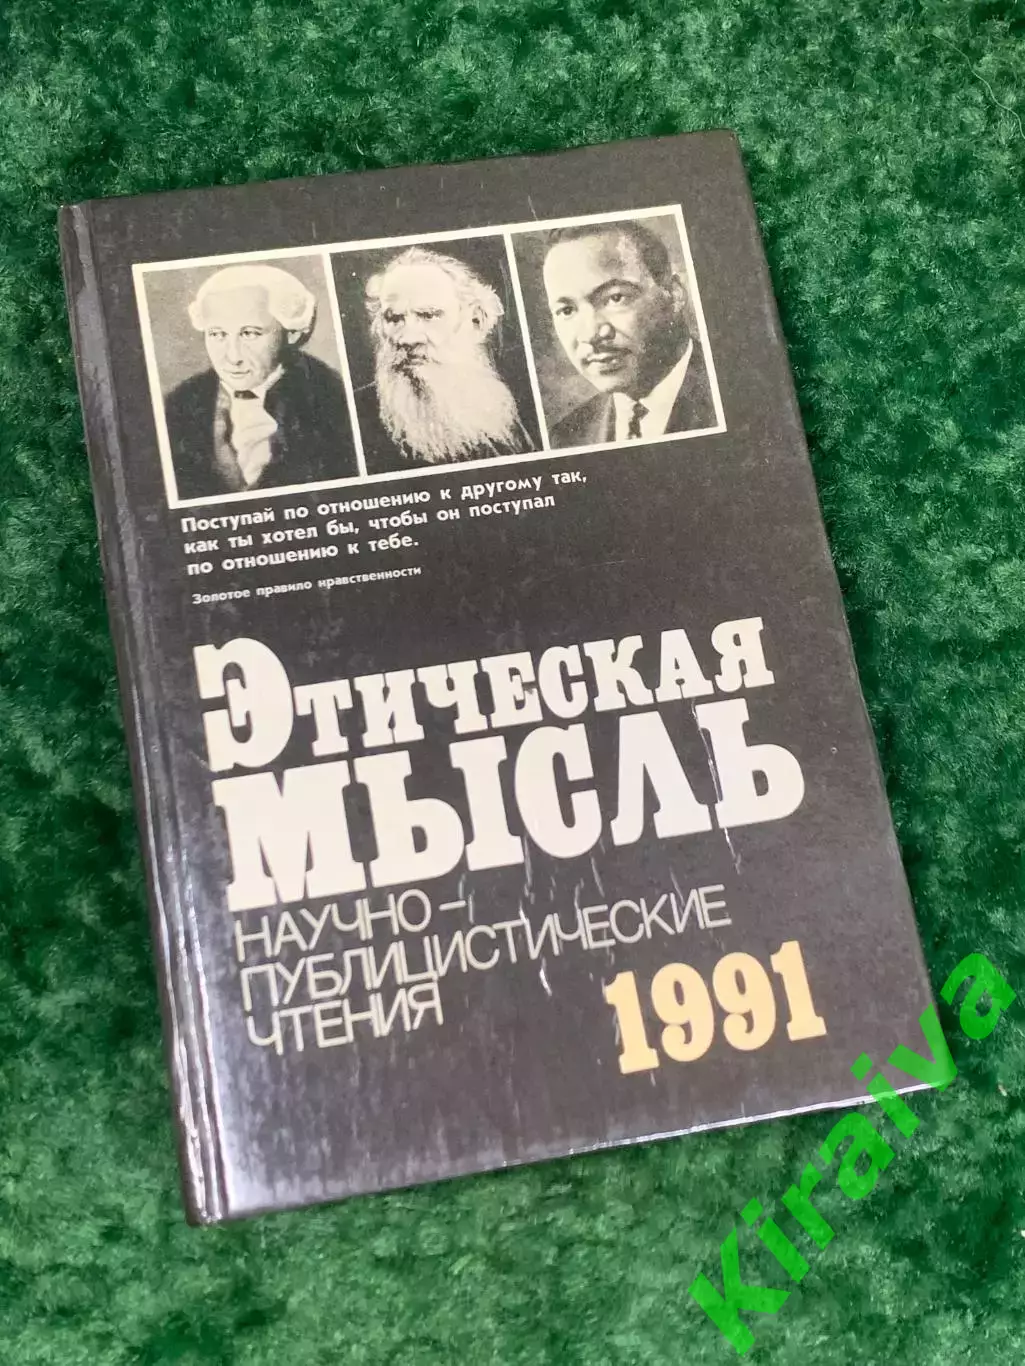 Поступай по отношению к другому так,
как ты хотел бы, чтобы он поступал
по отношению к тебе.
Золотое правило нравственности
Этическая
мысль
НАУЧНО-
ПУБЛИЦИСТИЧЕСКИЕ
ЧТЕНИЯ
1991
Kiraiva